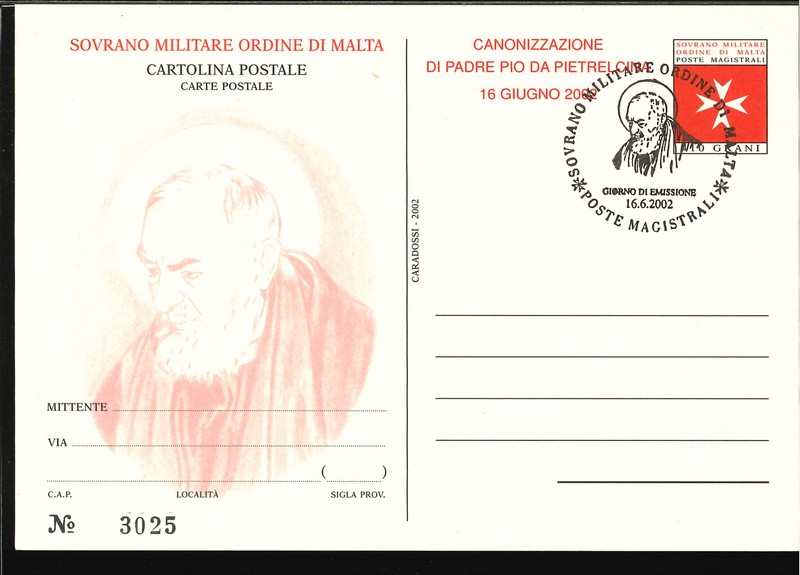 SOVRANO MILITARE ORDINE DI MALTA
CARTOLINA POSTALE
CARTE POSTALE
MITTENTE
VIA
( )
C.A.P. LOCALITÀ SIGLA PROV.
№ 3025
CARADOSSI - 2002
CANONIZZAZIONE
DI PADRE PIO DA PIETRELCINA
16 GIUGNO 2002
SOVRANO MILITARE
ORDINE DI MALTA
POSTE MAGISTRALI
10 GRANI
SOVRANO MILITARE ORDINE DI MALTA
GIORNO DI EMISSIONE
16.6.2002
POSTE MAGISTRALI